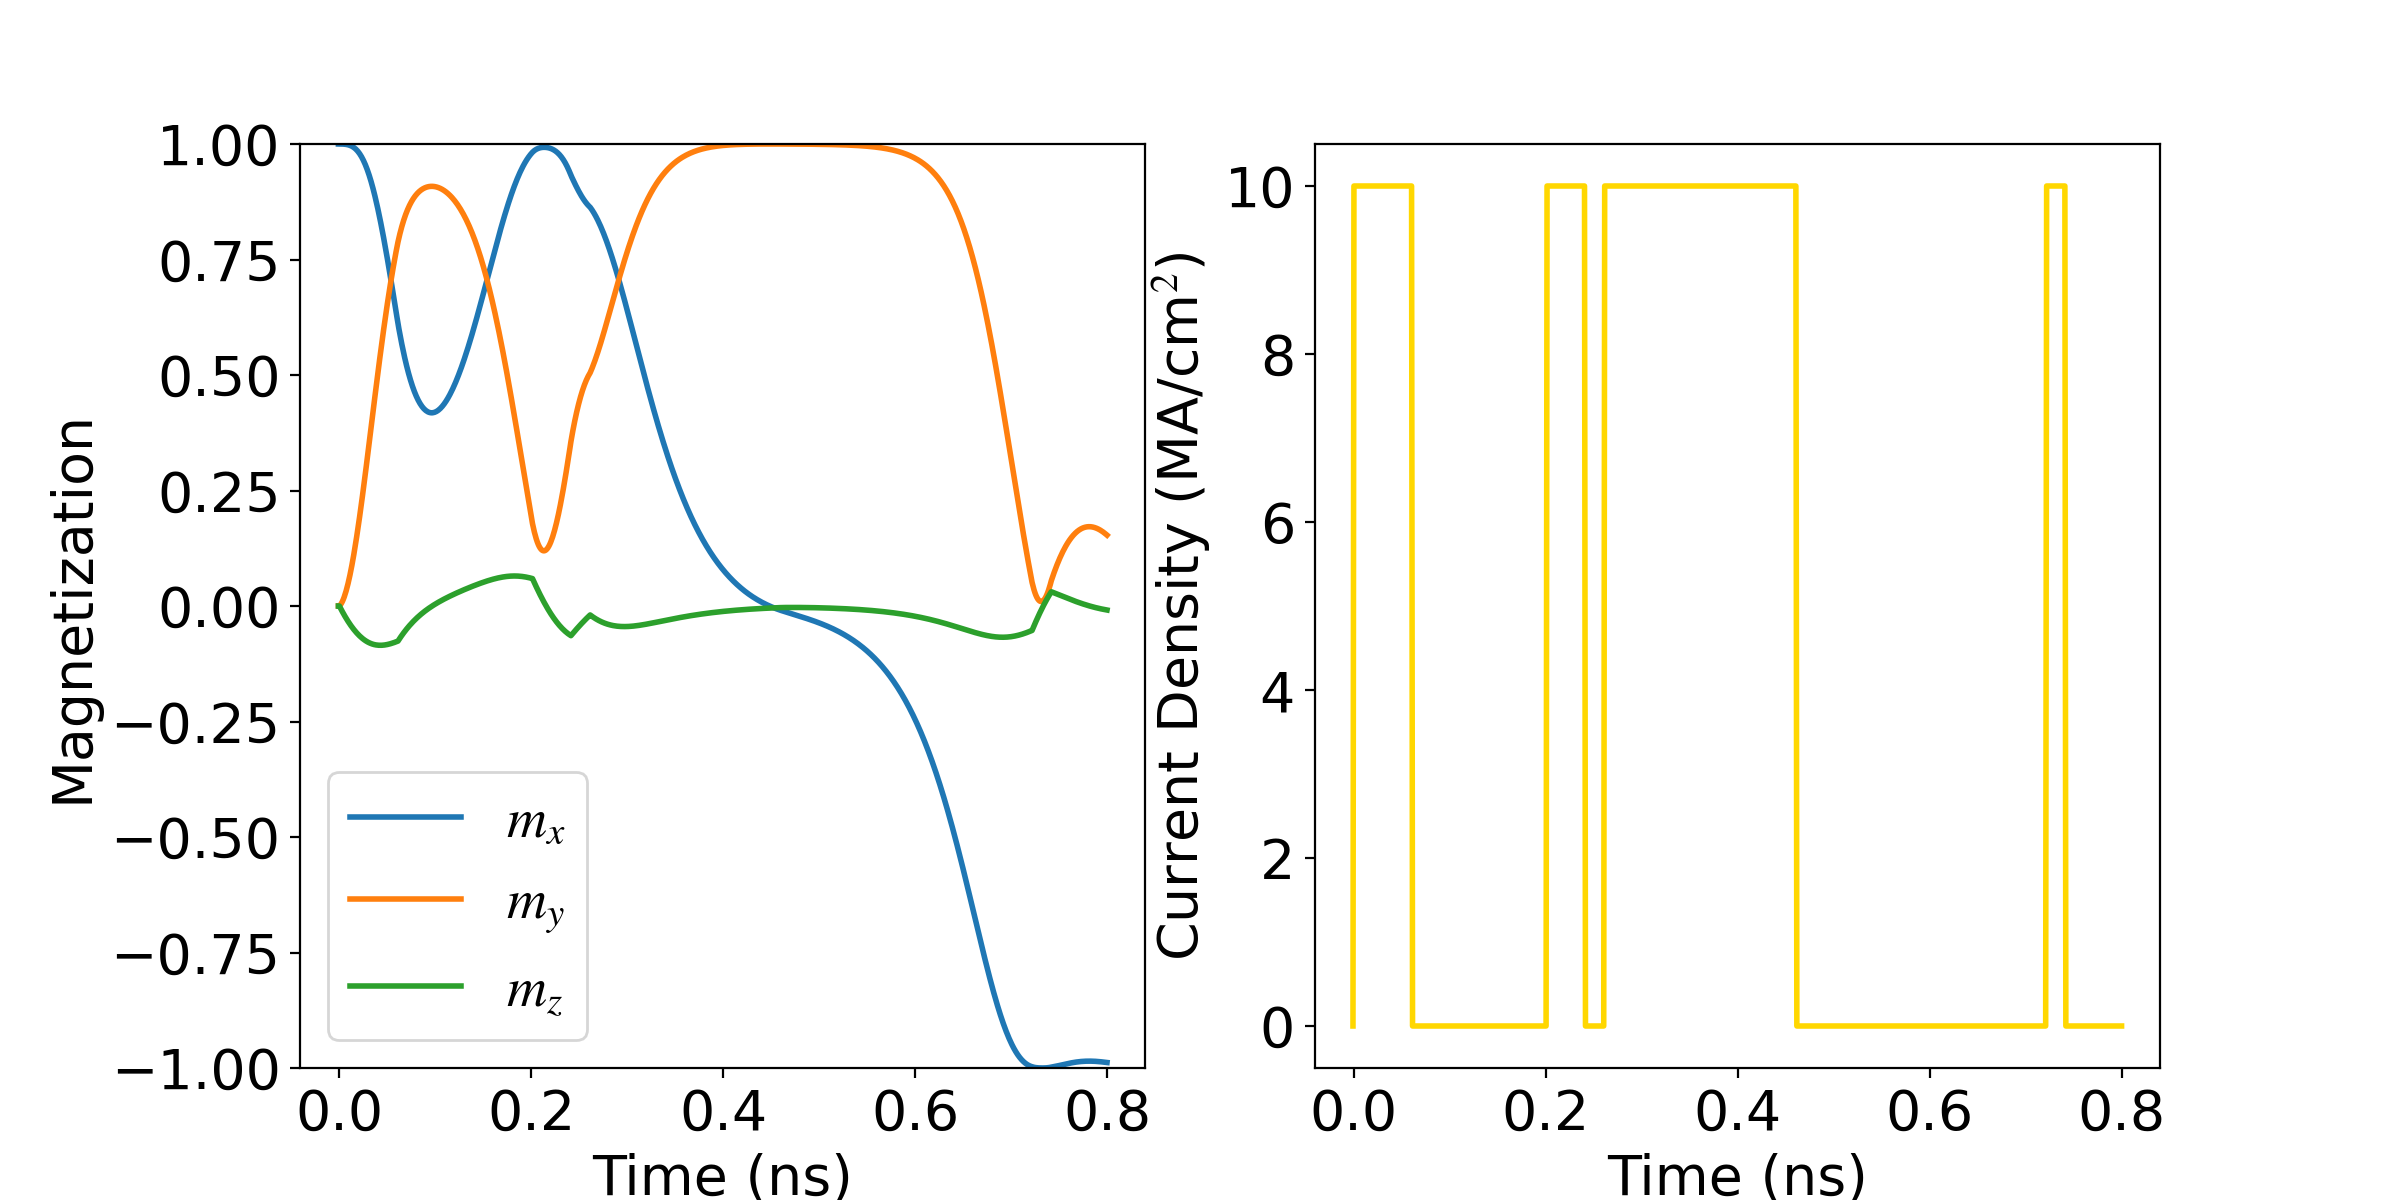 Magnetization
1.00
0.75
0.50
0.25
0.00
−0.25
−0.50
−0.75
−1.00
m_x
m_y
m_z
0.0 0.2 0.4 0.6 0.8
Time (ns)
Current Density (MA/cm²)
10
8
6
4
2
0
0.0 0.2 0.4 0.6 0.8
Time (ns)